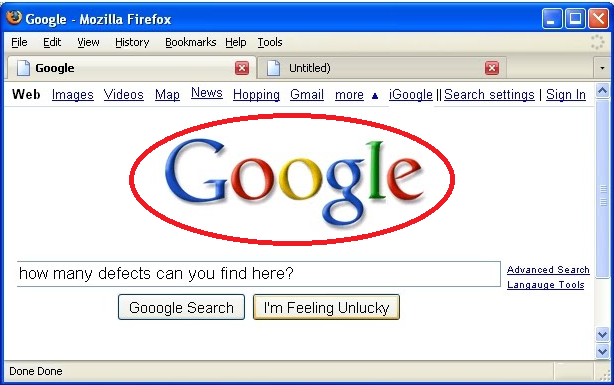 Google - Mozilla Firefox
File Edit View History Bookmarks Help Tools
Google Untitled)
Web Images Videos Map News Hopping Gmail more ▲ iGoogle || Search settings | Sign In
Google
how many defects can you find here?
Advanced Search
Langauge Tools
Gooogle Search I'm Feeling Unlucky
Done Done